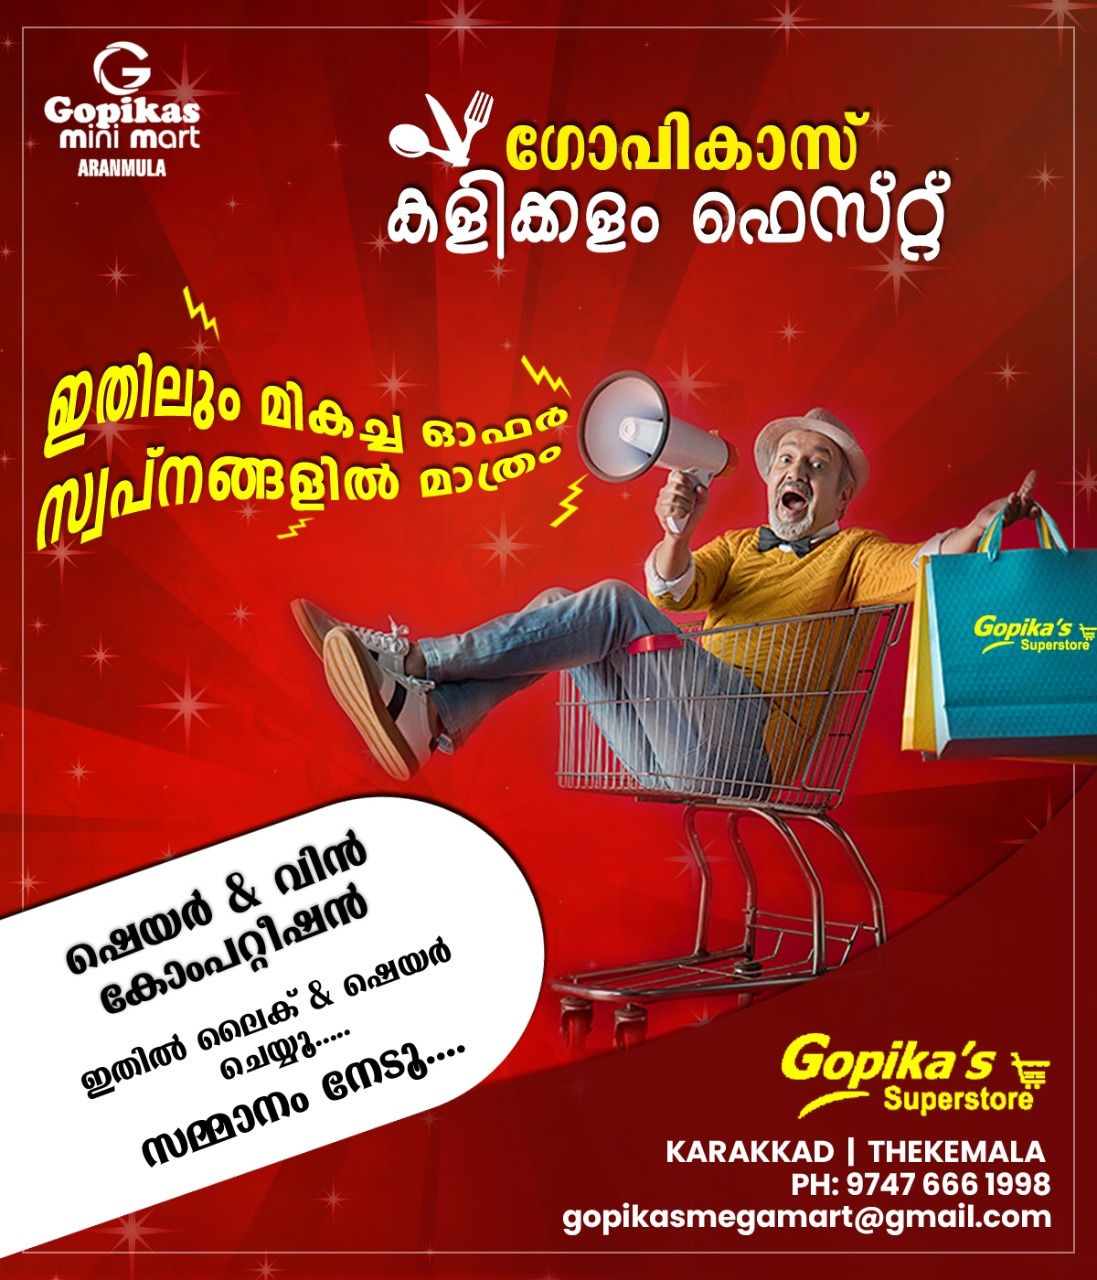 Gopikas
mini mart
ARANMULA
ഗോപികാസ്
കളിക്കളം ഫെസ്റ്റ്
ഇതിലും മികച്ച ഓഫർ
സ്വപ്നങ്ങളിൽ മാത്രം
Gopika's
Superstore
ഷെയർ & വിൻ
കോംപറ്റീഷൻ
ഇതിൽ ലൈക് & ഷെയർ
ചെയ്യൂ.....
സമ്മാനം നേടൂ....
Gopika's
Superstore
KARAKKAD | THEKEMALA
PH: 9747 666 1998
gopikasmegamart@gmail.com